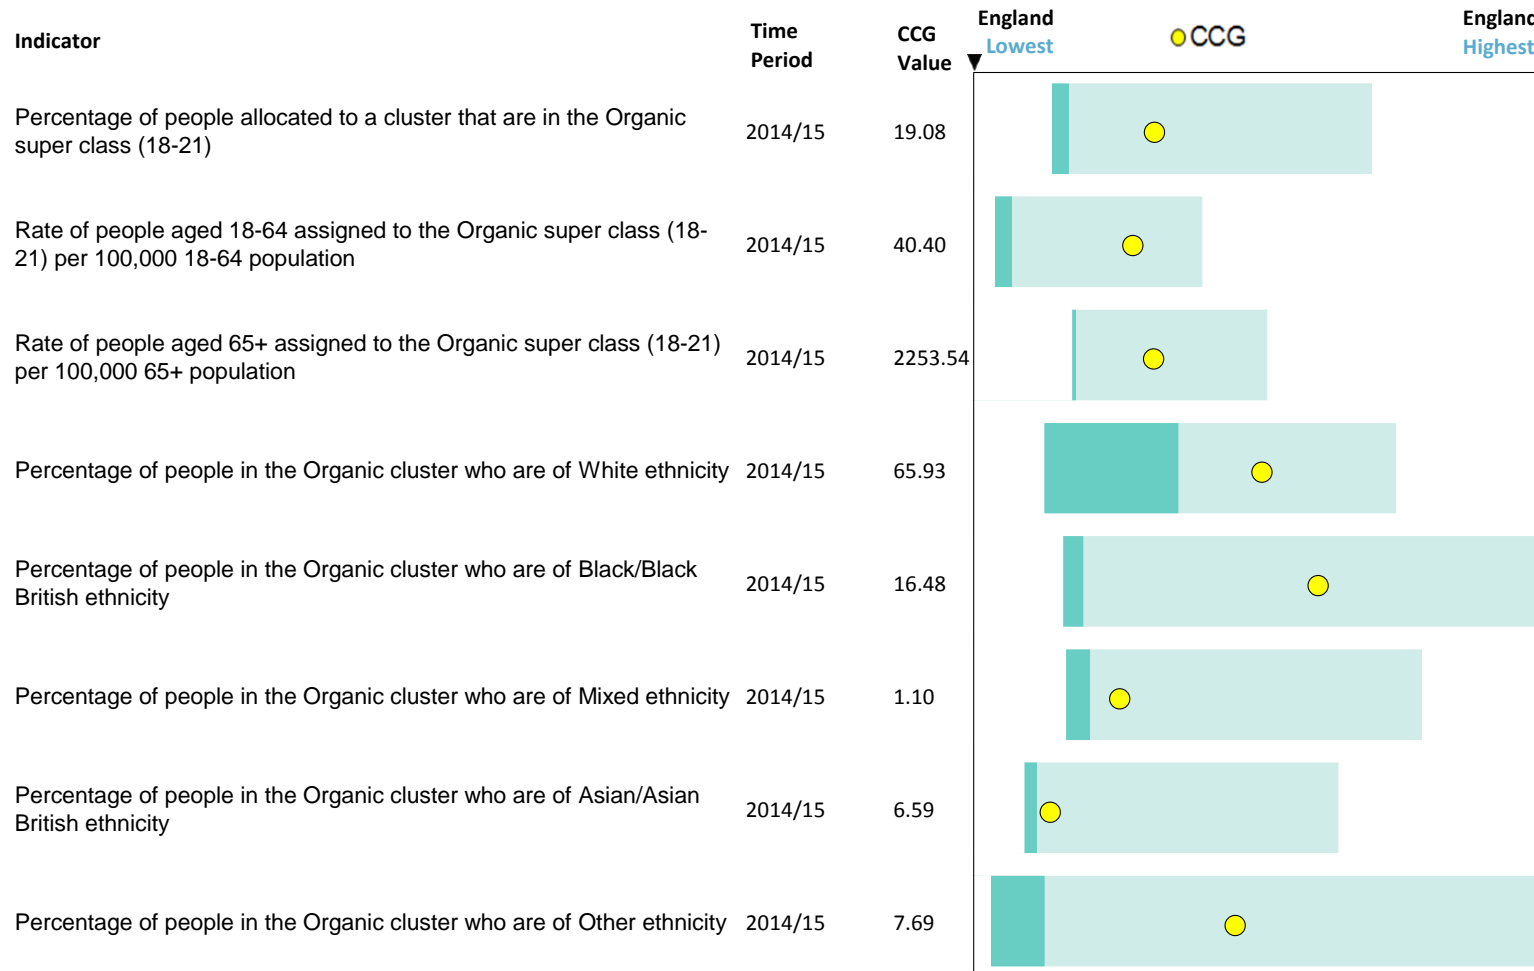 Indicator
Time
Period
CCG
Value
England
Lowest
CCG
England
Highest
Percentage of people allocated to a cluster that are in the Organic
super class (18-21)
2014/15
19.08
Rate of people aged 18-64 assigned to the Organic super class (18-
21) per 100,000 18-64 population
2014/15
40.40
Rate of people aged 65+ assigned to the Organic super class (18-21)
per 100,000 65+ population
2014/15
2253.54
Percentage of people in the Organic cluster who are of White ethnicity
2014/15
65.93
Percentage of people in the Organic cluster who are of Black/Black
British ethnicity
2014/15
16.48
Percentage of people in the Organic cluster who are of Mixed ethnicity
2014/15
1.10
Percentage of people in the Organic cluster who are of Asian/Asian
British ethnicity
2014/15
6.59
Percentage of people in the Organic cluster who are of Other ethnicity
2014/15
7.69